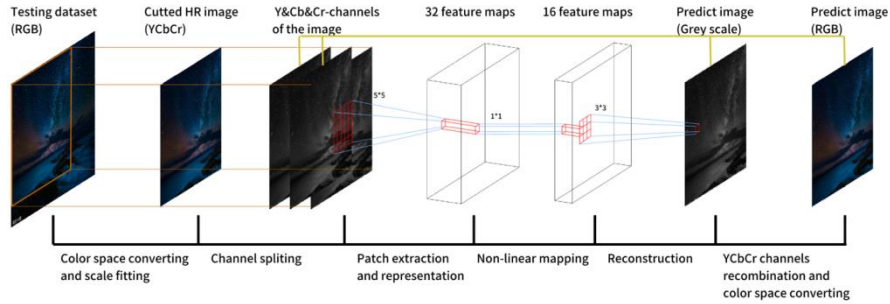 Testing dataset
(RGB)
Cutted HR image
(YCbCr)
Y&Cb&Cr-channels
of the image
32 feature maps
16 feature maps
Predict image
(Grey scale)
Predict image
(RGB)
5*5
1*1
3*3
Color space converting
and scale fitting
Channel spliting
Patch extraction
and representation
Non-linear mapping
Reconstruction
YCbCr channels
recombination and
color space converting